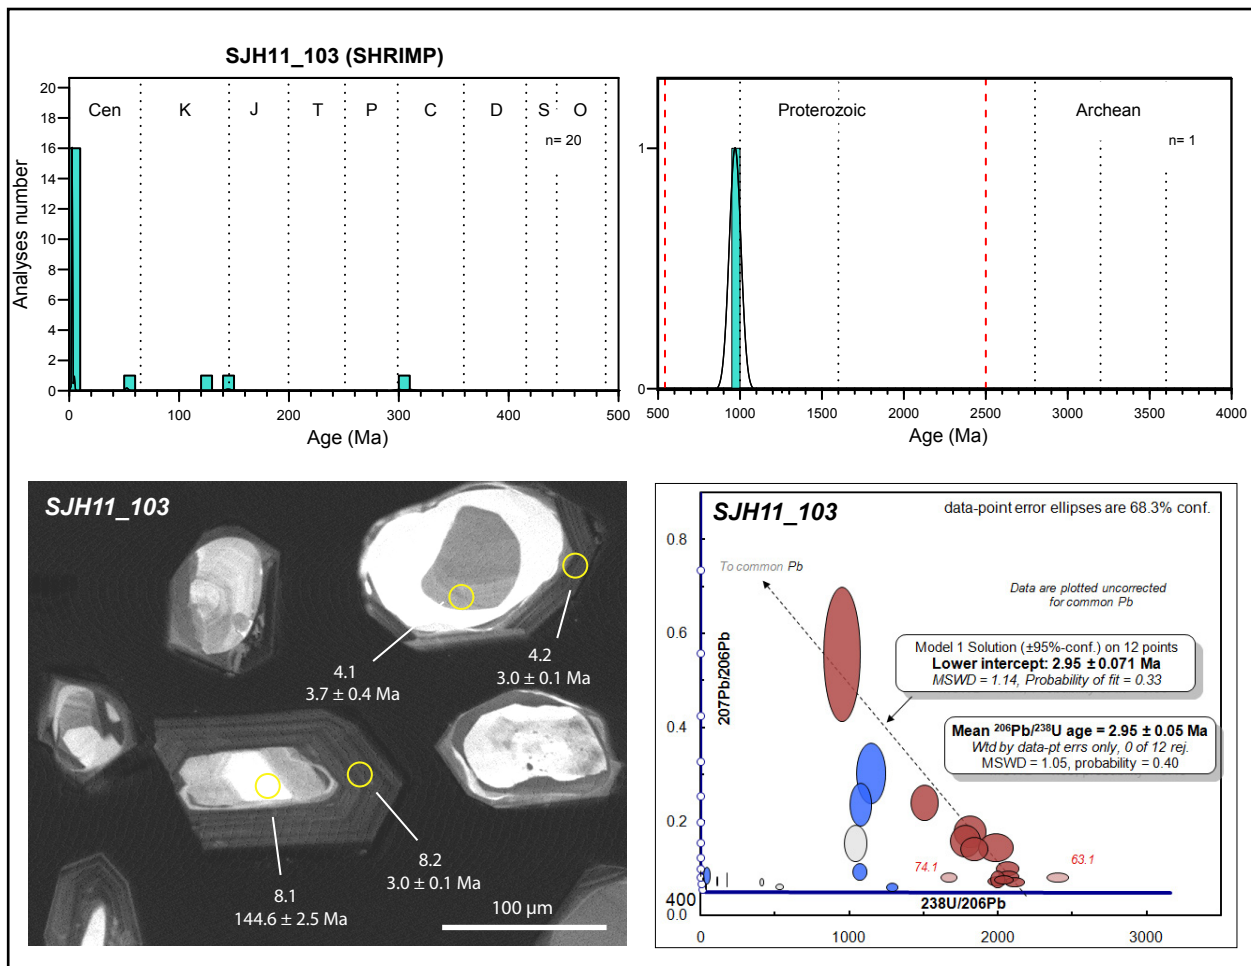 SJH11_103 (SHRIMP)
Analyses number
20
18
16
14
12
10
8
6
4
2
0
Cen K J T P C D S O
n= 20
0 100 200 300 400 500
Age (Ma)
1
0
Proterozoic Archean
n= 1
500 1000 1500 2000 2500 3000 3500 4000
Age (Ma)
SJH11_103
4.1
3.7 ± 0.4 Ma
4.2
3.0 ± 0.1 Ma
8.1
144.6 ± 2.5 Ma
8.2
3.0 ± 0.1 Ma
100 µm
SJH11_103
data-point error ellipses are 68.3% conf.
To common Pb
Data are plotted uncorrected
for common Pb
Model 1 Solution (±95%-conf.) on 12 points
Lower intercept: 2.95 ± 0.071 Ma
MSWD = 1.14, Probability of fit = 0.33
Mean ²⁰⁶Pb/²³⁸U age = 2.95 ± 0.05 Ma
Wtd by data-pt errs only, 0 of 12 rej.
MSWD = 1.05, probability = 0.40
207Pb/206Pb
0.8
0.6
0.4
0.2
0.0
400
74.1
63.1
238U/206Pb
0 1000 2000 3000